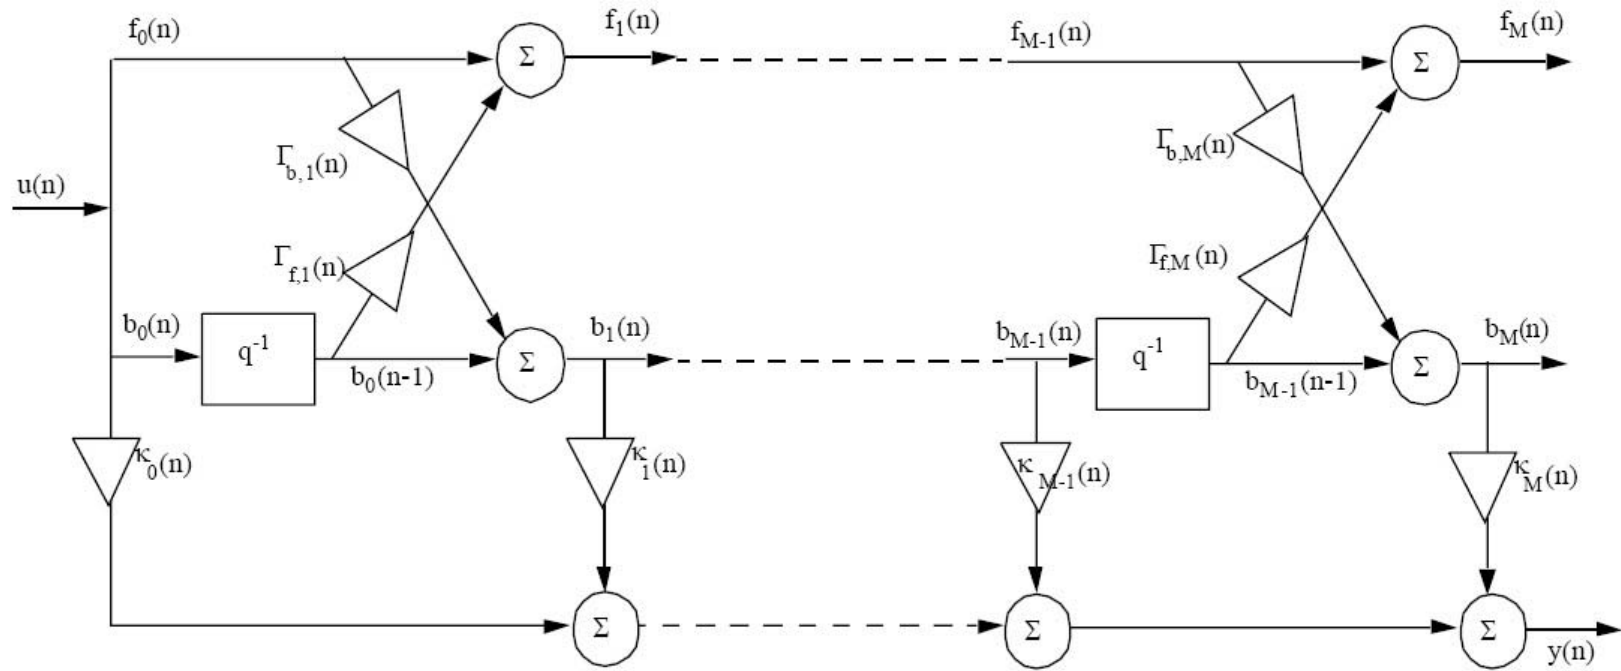 f0(n)
f1(n)
fM-1(n)
fM(n)
Σ
Σ
Γb,1(n)
Γb,M(n)
u(n)
Γf,1(n)
Γf,M(n)
b0(n)
q-1
b0(n-1)
Σ
b1(n)
bM-1(n)
q-1
bM-1(n-1)
Σ
bM(n)
κ0(n)
κ1(n)
κM-1(n)
κM(n)
Σ
Σ
Σ
y(n)